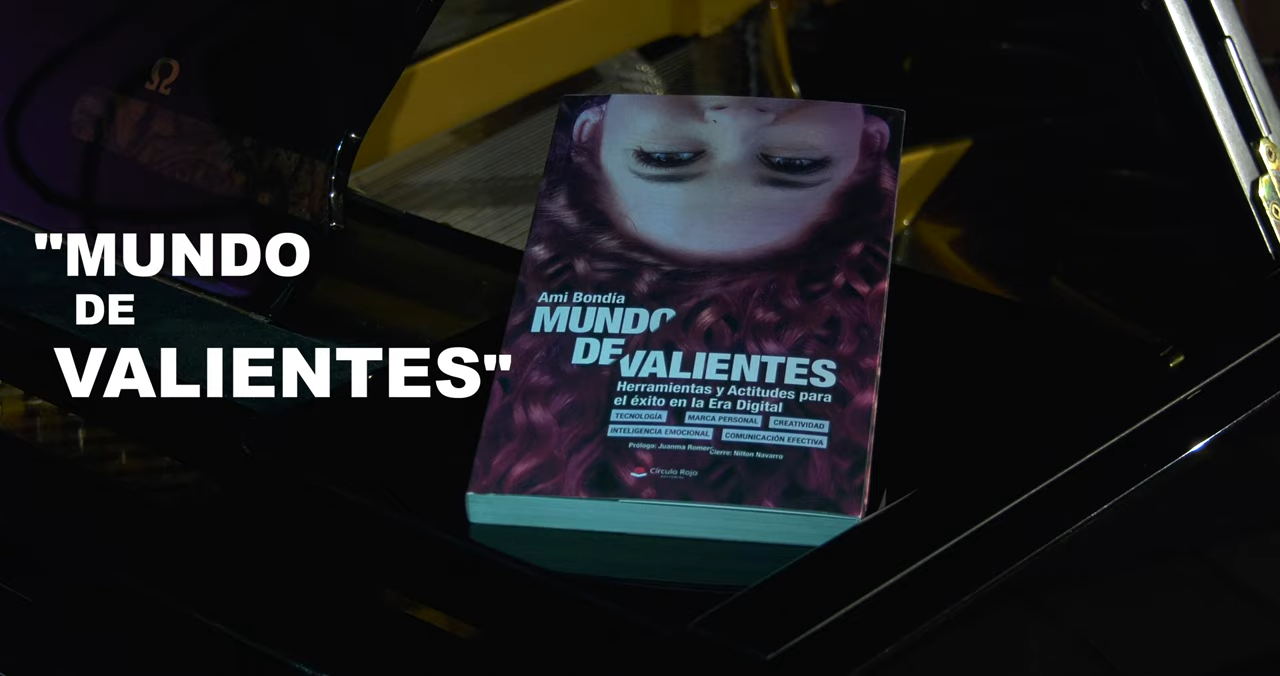 "MUNDO
DE
VALIENTES"
Ami Bondía
MUNDO
DE VALIENTES
Herramientas y Actitudes para
el éxito en la Era Digital
TECNOLOGÍA MARCA PERSONAL CREATIVIDAD
INTELIGENCIA EMOCIONAL COMUNICACIÓN EFECTIVA
Prólogo: Juanma Romero Cierre: Nilton Navarro
Círculo Rojo
EDITORIAL
Ω